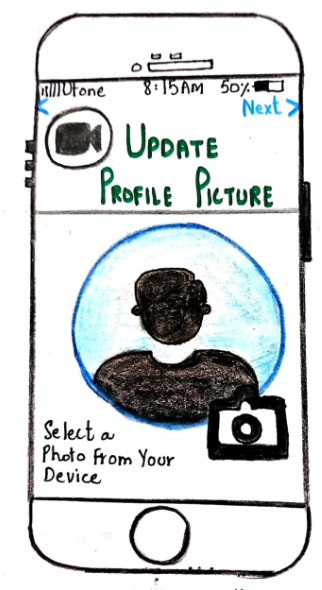 Ufone 8:15AM 50%
< Next >
UPDATE
PROFILE PICTURE
Select a
Photo from Your
Device